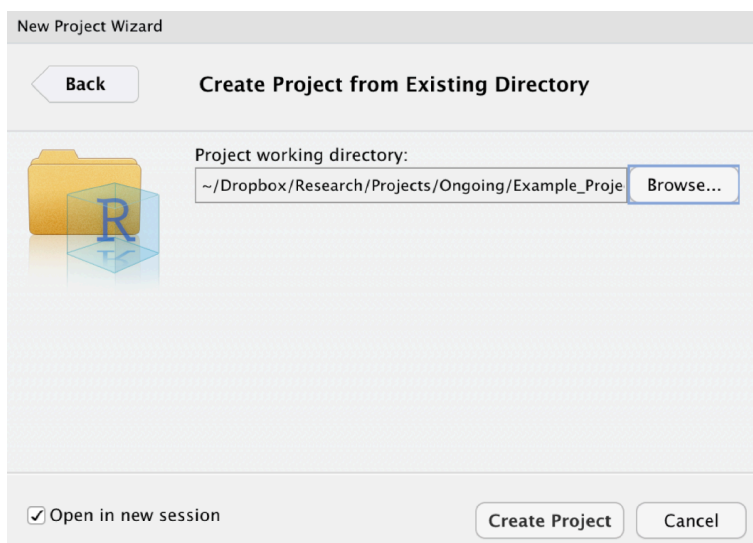 New Project Wizard
Back
Create Project from Existing Directory
Project working directory:
~/Dropbox/Research/Projects/Ongoing/Example_Proje
Browse...
R
Open in new session
Create Project
Cancel